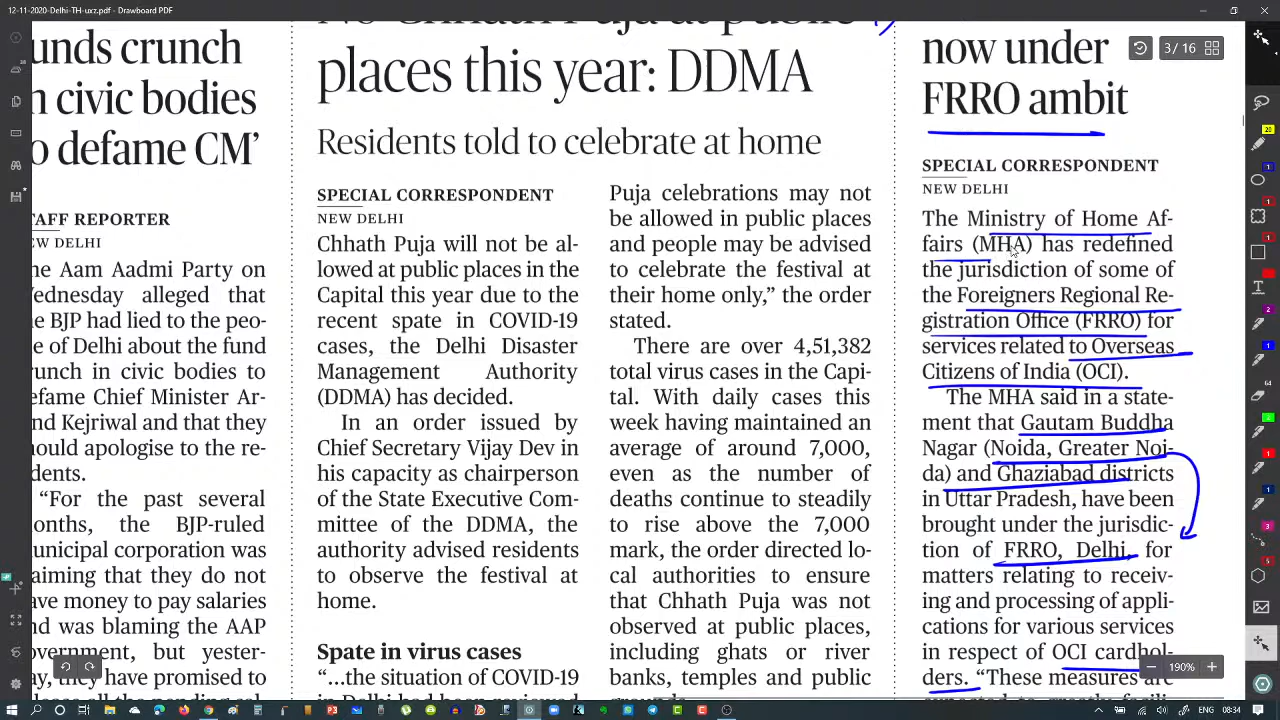 12-11-2020-Delhi-TH-uxz.pdf - Drawboard PDF
3 / 16
unds crunch
n civic bodies
o defame CM’
TAFF REPORTER
EW DELHI
he Aam Aadmi Party on
Wednesday alleged that
he BJP had lied to the peo-
le of Delhi about the fund
runch in civic bodies to
efame Chief Minister Ar-
nd Kejriwal and that they
hould apologise to the re-
dents.
“For the past several
onths, the BJP-ruled
unicipal corporation was
aiming that they do not
ave money to pay salaries
nd was blaming the AAP
overnment, but yester-
ay, they have promised to
places this year: DDMA
Residents told to celebrate at home
SPECIAL CORRESPONDENT
NEW DELHI
Chhath Puja will not be al-
lowed at public places in the
Capital this year due to the
recent spate in COVID-19
cases, the Delhi Disaster
Management Authority
(DDMA) has decided.
In an order issued by
Chief Secretary Vijay Dev in
his capacity as chairperson
of the State Executive Com-
mittee of the DDMA, the
authority advised residents
to observe the festival at
home.
Spate in virus cases
“...the situation of COVID-19
Puja celebrations may not
be allowed in public places
and people may be advised
to celebrate the festival at
their home only,” the order
stated.
There are over 4,51,382
total virus cases in the Capi-
tal. With daily cases this
week having maintained an
average of around 7,000,
even as the number of
deaths continue to steadily
to rise above the 7,000
mark, the order directed lo-
cal authorities to ensure
that Chhath Puja was not
observed at public places,
including ghats or river
banks, temples and public
now under
FRRO ambit
SPECIAL CORRESPONDENT
NEW DELHI
The Ministry of Home Af-
fairs (MHA) has redefined
the jurisdiction of some of
the Foreigners Regional Re-
gistration Office (FRRO) for
services related to Overseas
Citizens of India (OCI).
The MHA said in a state-
ment that Gautam Buddha
Nagar (Noida, Greater Noi-
da) and Ghaziabad districts
in Uttar Pradesh, have been
brought under the jurisdic-
tion of FRRO, Delhi, for
matters relating to receiv-
ing and processing of appli-
cations for various services
in respect of OCI cardhol-
ders. “These measures are
190%
ENG 08:34